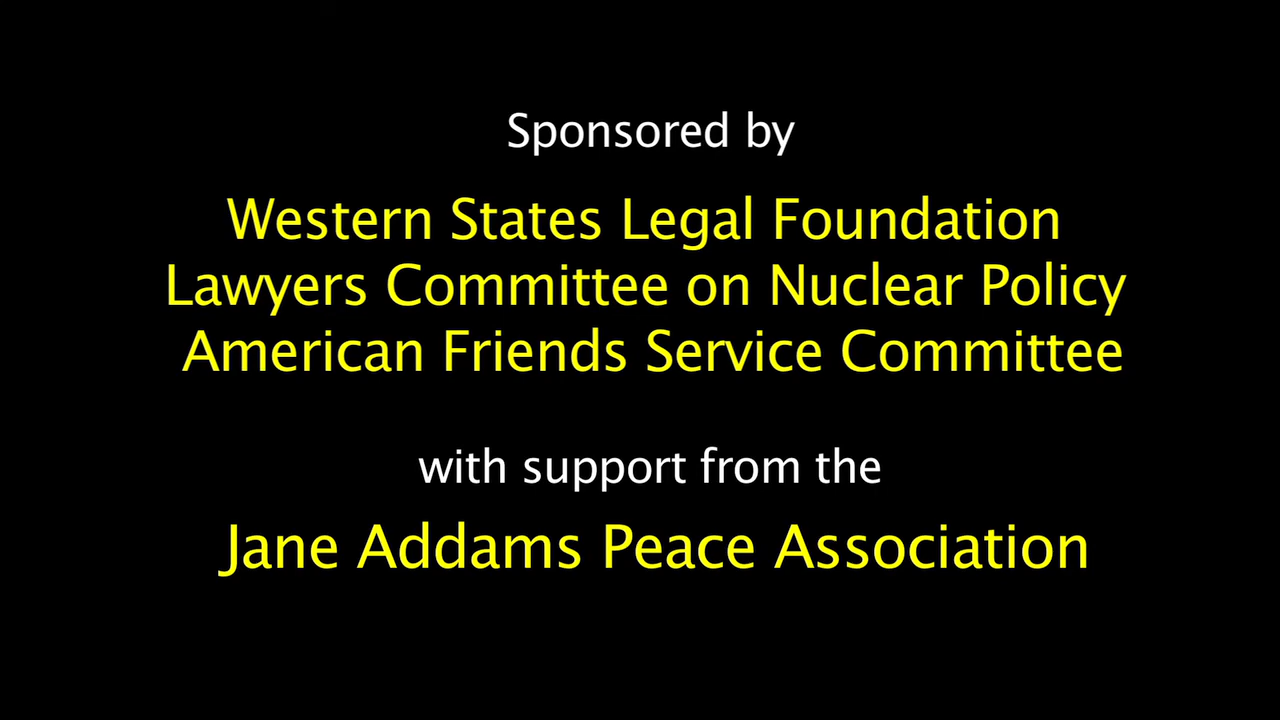 Sponsored by
Western States Legal Foundation
Lawyers Committee on Nuclear Policy
American Friends Service Committee
with support from the
Jane Addams Peace Association